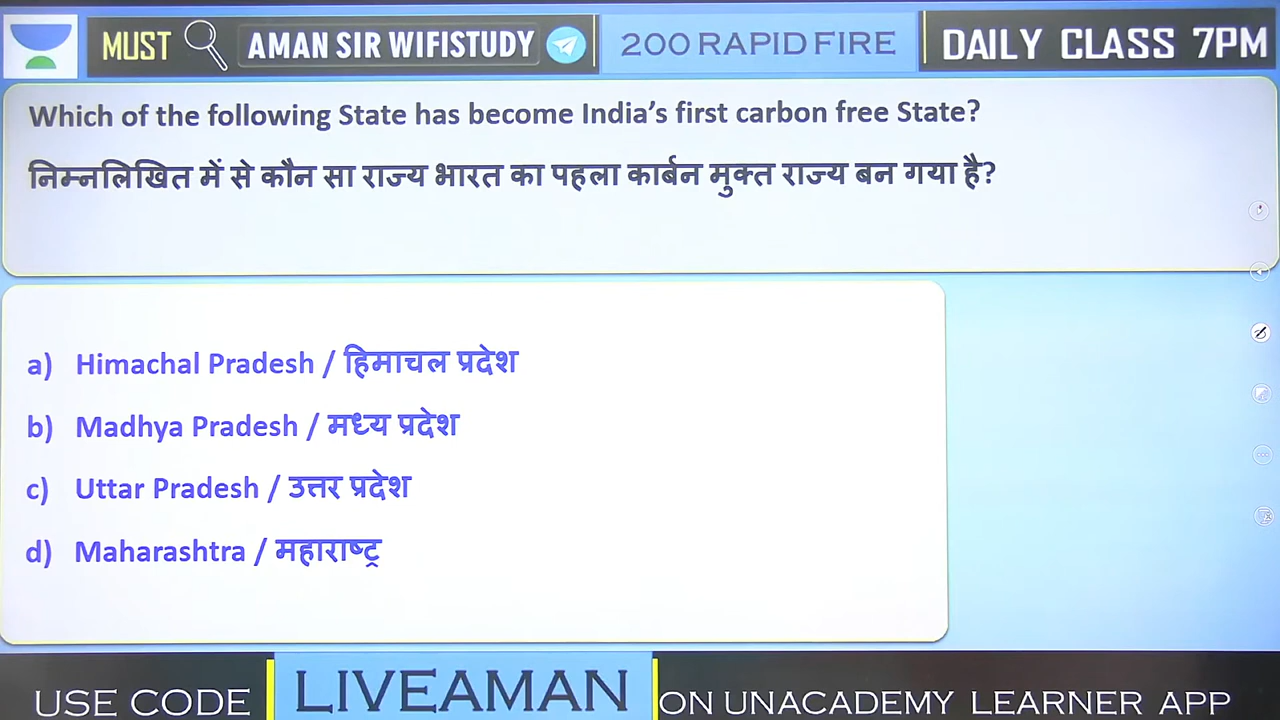 MUST AMAN SIR WIFISTUDY 200 RAPID FIRE DAILY CLASS 7PM
Which of the following State has become India's first carbon free State?
निम्नलिखित में से कौन सा राज्य भारत का पहला कार्बन मुक्त राज्य बन गया है?
a) Himachal Pradesh / हिमाचल प्रदेश
b) Madhya Pradesh / मध्य प्रदेश
c) Uttar Pradesh / उत्तर प्रदेश
d) Maharashtra / महाराष्ट्र
USE CODE LIVEAMAN ON UNACADEMY LEARNER APP